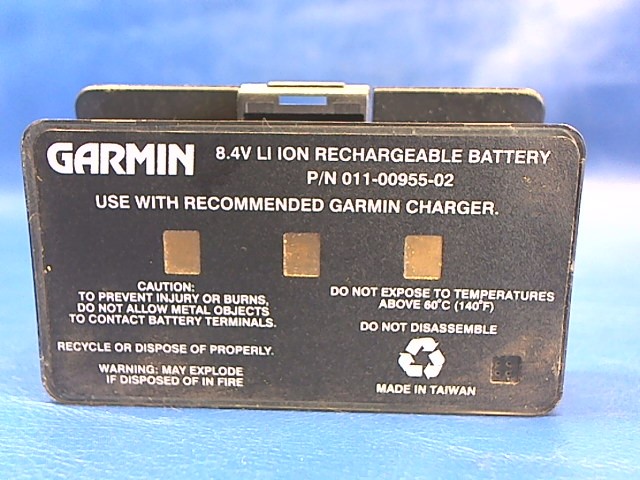 GARMIN 8.4V LI ION RECHARGEABLE BATTERY
P/N 011-00955-02
USE WITH RECOMMENDED GARMIN CHARGER.
CAUTION:
TO PREVENT INJURY OR BURNS,
DO NOT ALLOW METAL OBJECTS
TO CONTACT BATTERY TERMINALS.
RECYCLE OR DISPOSE OF PROPERLY.
WARNING: MAY EXPLODE
IF DISPOSED OF IN FIRE
DO NOT EXPOSE TO TEMPERATURES
ABOVE 60°C (140°F)
DO NOT DISASSEMBLE
MADE IN TAIWAN